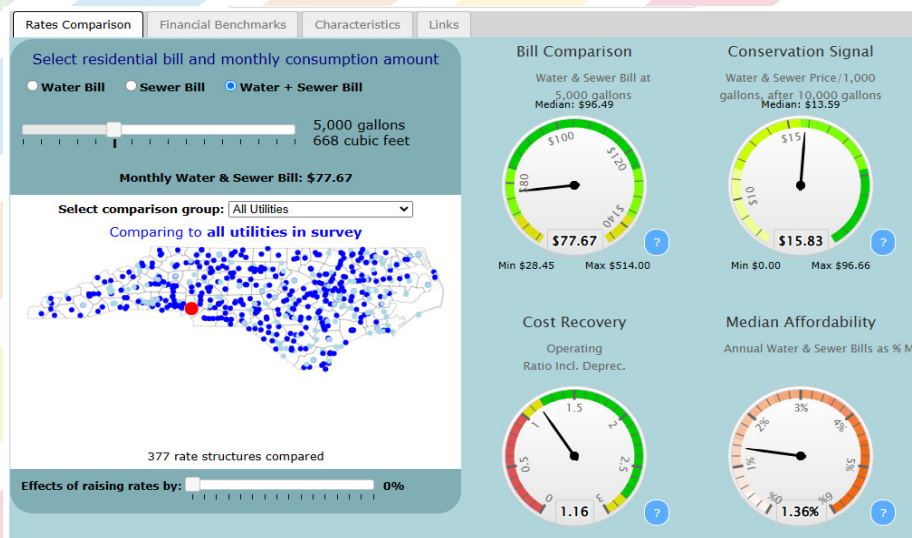 Rates Comparison
Financial Benchmarks
Characteristics
Links
Select residential bill and monthly consumption amount
Water Bill
Sewer Bill
Water + Sewer Bill
5,000 gallons
668 cubic feet
Monthly Water & Sewer Bill: $77.67
Select comparison group:
All Utilities
Comparing to all utilities in survey
377 rate structures compared
Effects of raising rates by:
0%
Bill Comparison
Water & Sewer Bill at
5,000 gallons
Median: $96.49
$80
$100
$120
$140
$77.67
?
Min $28.45
Max $514.00
Conservation Signal
Water & Sewer Price/1,000
gallons, after 10,000 gallons
Median: $13.59
$10
$15
$15.83
?
Min $0.00
Max $96.66
Cost Recovery
Operating
Ratio Incl. Deprec.
0
0.5
1
1.5
2
2.5
3
1.16
?
Median Affordability
Annual Water & Sewer Bills as % M
0%
1%
2%
3%
4%
5%
6%
1.36%
?